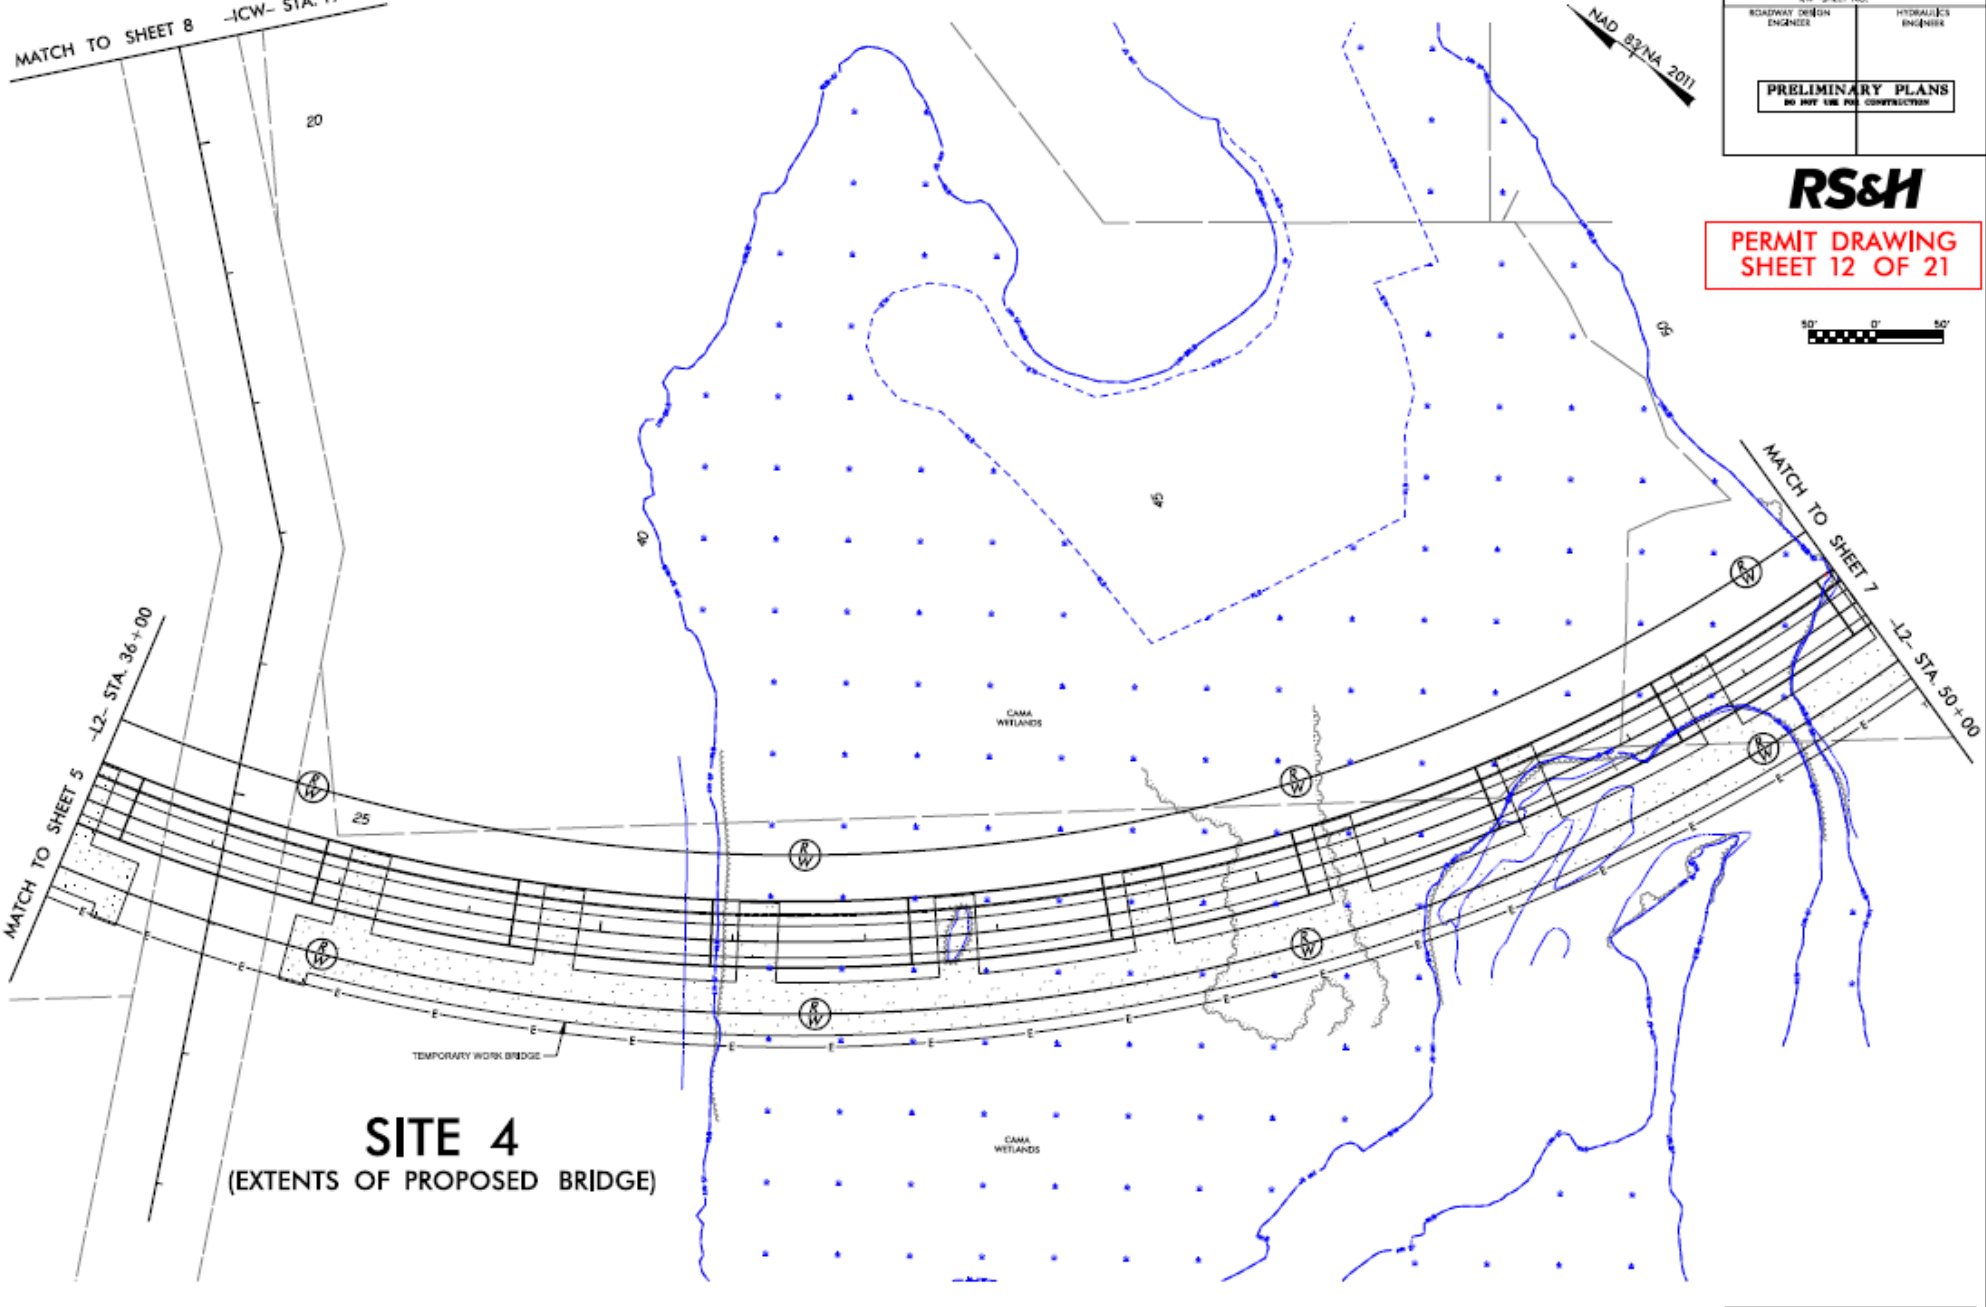 MATCH TO SHEET 8
-ICW- STA.
NAD 83/NA 2011
ROADWAY DESIGN
ENGINEER
HYDRAULICS
ENGINEER
PRELIMINARY PLANS
DO NOT USE FOR CONSTRUCTION
RS&H
PERMIT DRAWING
SHEET 12 OF 21
50' 0' 50'
20
50
MATCH TO SHEET 7
-L2- STA. 50+00
45
40
-L2- STA. 36+00
MATCH TO SHEET 5
25
CAMA
WETLANDS
R
W
R
W
R
W
R
W
R
W
R
W
R
W
R
W
E E E E E E E E E E E E E E E E E E
TEMPORARY WORK BRIDGE
SITE 4
(EXTENTS OF PROPOSED BRIDGE)
CAMA
WETLANDS